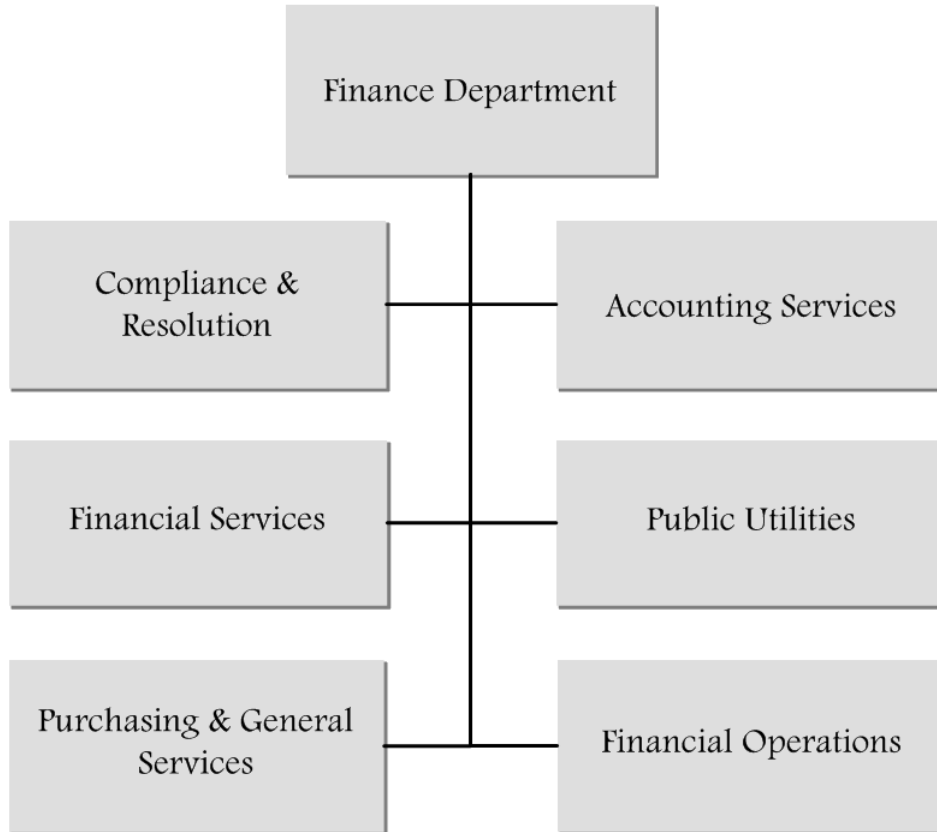 Finance Department
Compliance &
Resolution
Accounting Services
Financial Services
Public Utilities
Purchasing & General
Services
Financial Operations